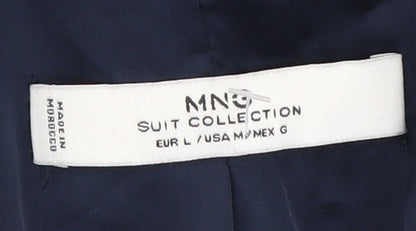 MNG
SUIT COLLECTION
EUR L / USA M / MEX G
MADE IN
MOROCCO